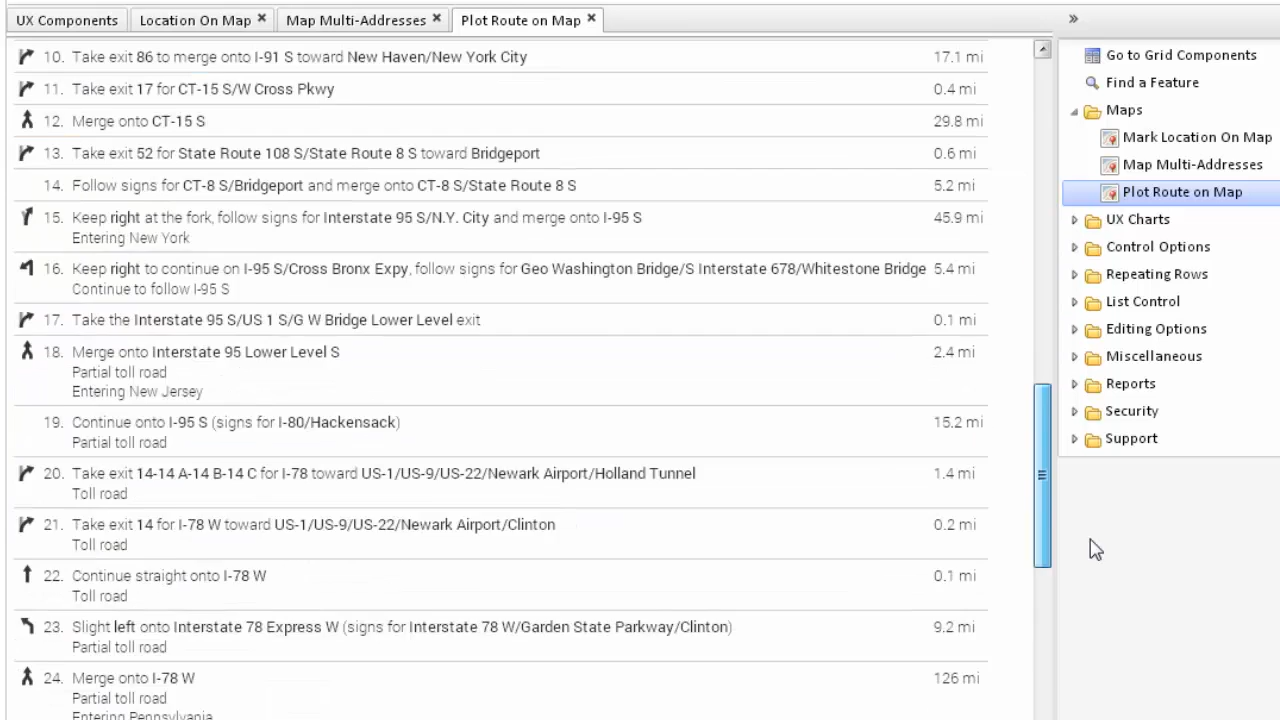 UX Components
Location On Map
Map Multi-Addresses
Plot Route on Map
10. Take exit 86 to merge onto I-91 S toward New Haven/New York City 17.1 mi
11. Take exit 17 for CT-15 S/W Cross Pkwy 0.4 mi
12. Merge onto CT-15 S 29.8 mi
13. Take exit 52 for State Route 108 S/State Route 8 S toward Bridgeport 0.6 mi
14. Follow signs for CT-8 S/Bridgeport and merge onto CT-8 S/State Route 8 S 5.2 mi
15. Keep right at the fork, follow signs for Interstate 95 S/N.Y. City and merge onto I-95 S 45.9 mi
Entering New York
16. Keep right to continue on I-95 S/Cross Bronx Expy, follow signs for Geo Washington Bridge/S Interstate 678/Whitestone Bridge 5.4 mi
Continue to follow I-95 S
17. Take the Interstate 95 S/US 1 S/G W Bridge Lower Level exit 0.1 mi
18. Merge onto Interstate 95 Lower Level S 2.4 mi
Partial toll road
Entering New Jersey
19. Continue onto I-95 S (signs for I-80/Hackensack) 15.2 mi
Partial toll road
20. Take exit 14-14 A-14 B-14 C for I-78 toward US-1/US-9/US-22/Newark Airport/Holland Tunnel 1.4 mi
Toll road
21. Take exit 14 for I-78 W toward US-1/US-9/US-22/Newark Airport/Clinton 0.2 mi
Toll road
22. Continue straight onto I-78 W 0.1 mi
Toll road
23. Slight left onto Interstate 78 Express W (signs for Interstate 78 W/Garden State Parkway/Clinton) 9.2 mi
Partial toll road
24. Merge onto I-78 W 126 mi
Partial toll road
Entering Pennsylvania
Go to Grid Components
Find a Feature
Maps
Mark Location On Map
Map Multi-Addresses
Plot Route on Map
UX Charts
Control Options
Repeating Rows
List Control
Editing Options
Miscellaneous
Reports
Security
Support